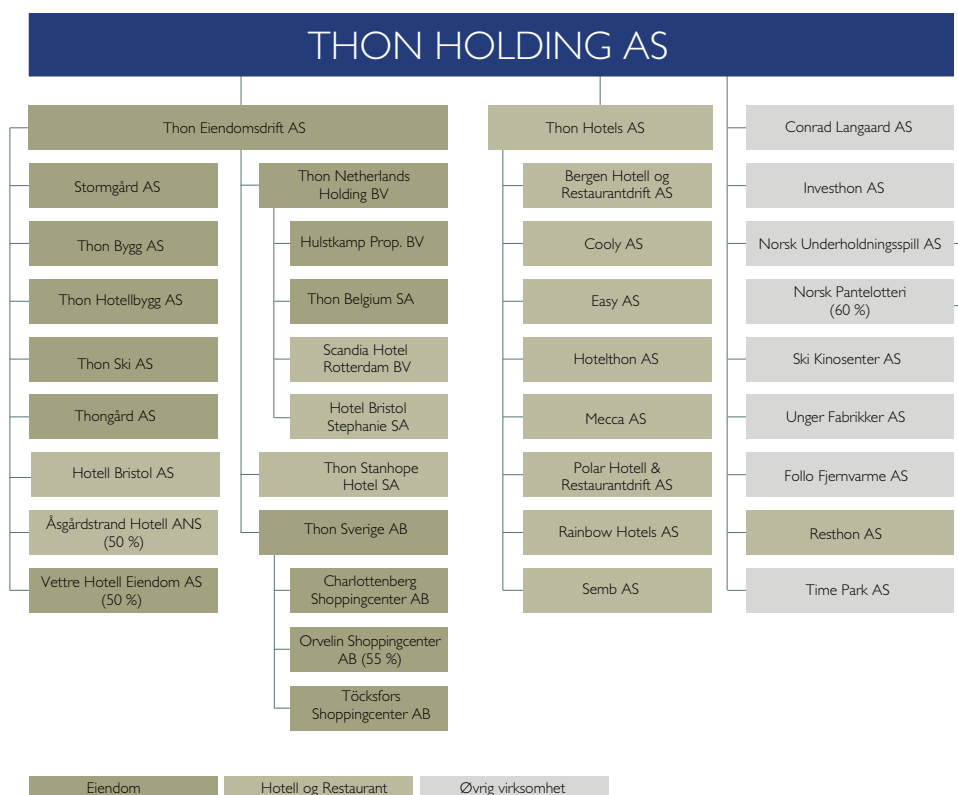 THON HOLDING AS
Thon Eiendomsdrift AS
Stormgård AS
Thon Bygg AS
Thon Hotellbygg AS
Thon Ski AS
Thongård AS
Hotell Bristol AS
Åsgårdstrand Hotell ANS
(50 %)
Vettre Hotell Eiendom AS
(50 %)
Thon Netherlands
Holding BV
Hulstkamp Prop. BV
Thon Belgium SA
Scandia Hotel
Rotterdam BV
Hotel Bristol
Stephanie SA
Thon Stanhope
Hotel SA
Thon Sverige AB
Charlottenberg
Shoppingcenter AB
Orvelin Shoppingcenter
AB (55 %)
Töcksfors
Shoppingcenter AB
Thon Hotels AS
Bergen Hotell og
Restaurantdrift AS
Cooly AS
Easy AS
Hotelthon AS
Mecca AS
Polar Hotell &
Restaurantdrift AS
Rainbow Hotels AS
Semb AS
Conrad Langaard AS
Investhon AS
Norsk Underholdningsspill AS
Norsk Pantelotteri
(60 %)
Ski Kinosenter AS
Unger Fabrikker AS
Follo Fjernvarme AS
Resthon AS
Time Park AS
Eiendom
Hotell og Restaurant
Øvrig virksomhet